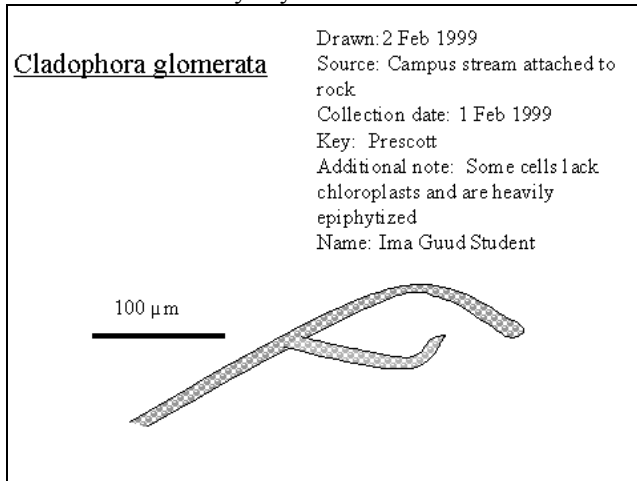 Cladophora glomerata
Drawn: 2 Feb 1999
Source: Campus stream attached to
rock
Collection date: 1 Feb 1999
Key: Prescott
Additional note: Some cells lack
chloroplasts and are heavily
epiphytized
Name: Ima Guud Student
100 µm